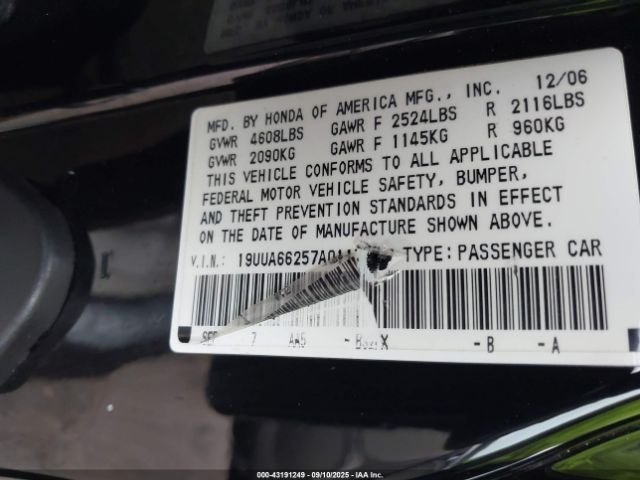 12/06
MFD. BY HONDA OF AMERICA MFG., INC.
GVWR 4608LBS GAWR F 2524LBS R 2116LBS
GVWR 2090KG GAWR F 1145KG R 960KG
THIS VEHICLE CONFORMS TO ALL APPLICABLE
FEDERAL MOTOR VEHICLE SAFETY, BUMPER,
AND THEFT PREVENTION STANDARDS IN EFFECT
ON THE DATE OF MANUFACTURE SHOWN ABOVE.
V.I.N.: 19UUA66257A0 TYPE: PASSENGER CAR
7 AA5 -B X -B -A
000-43191249 - 09/10/2025 - IAA Inc.